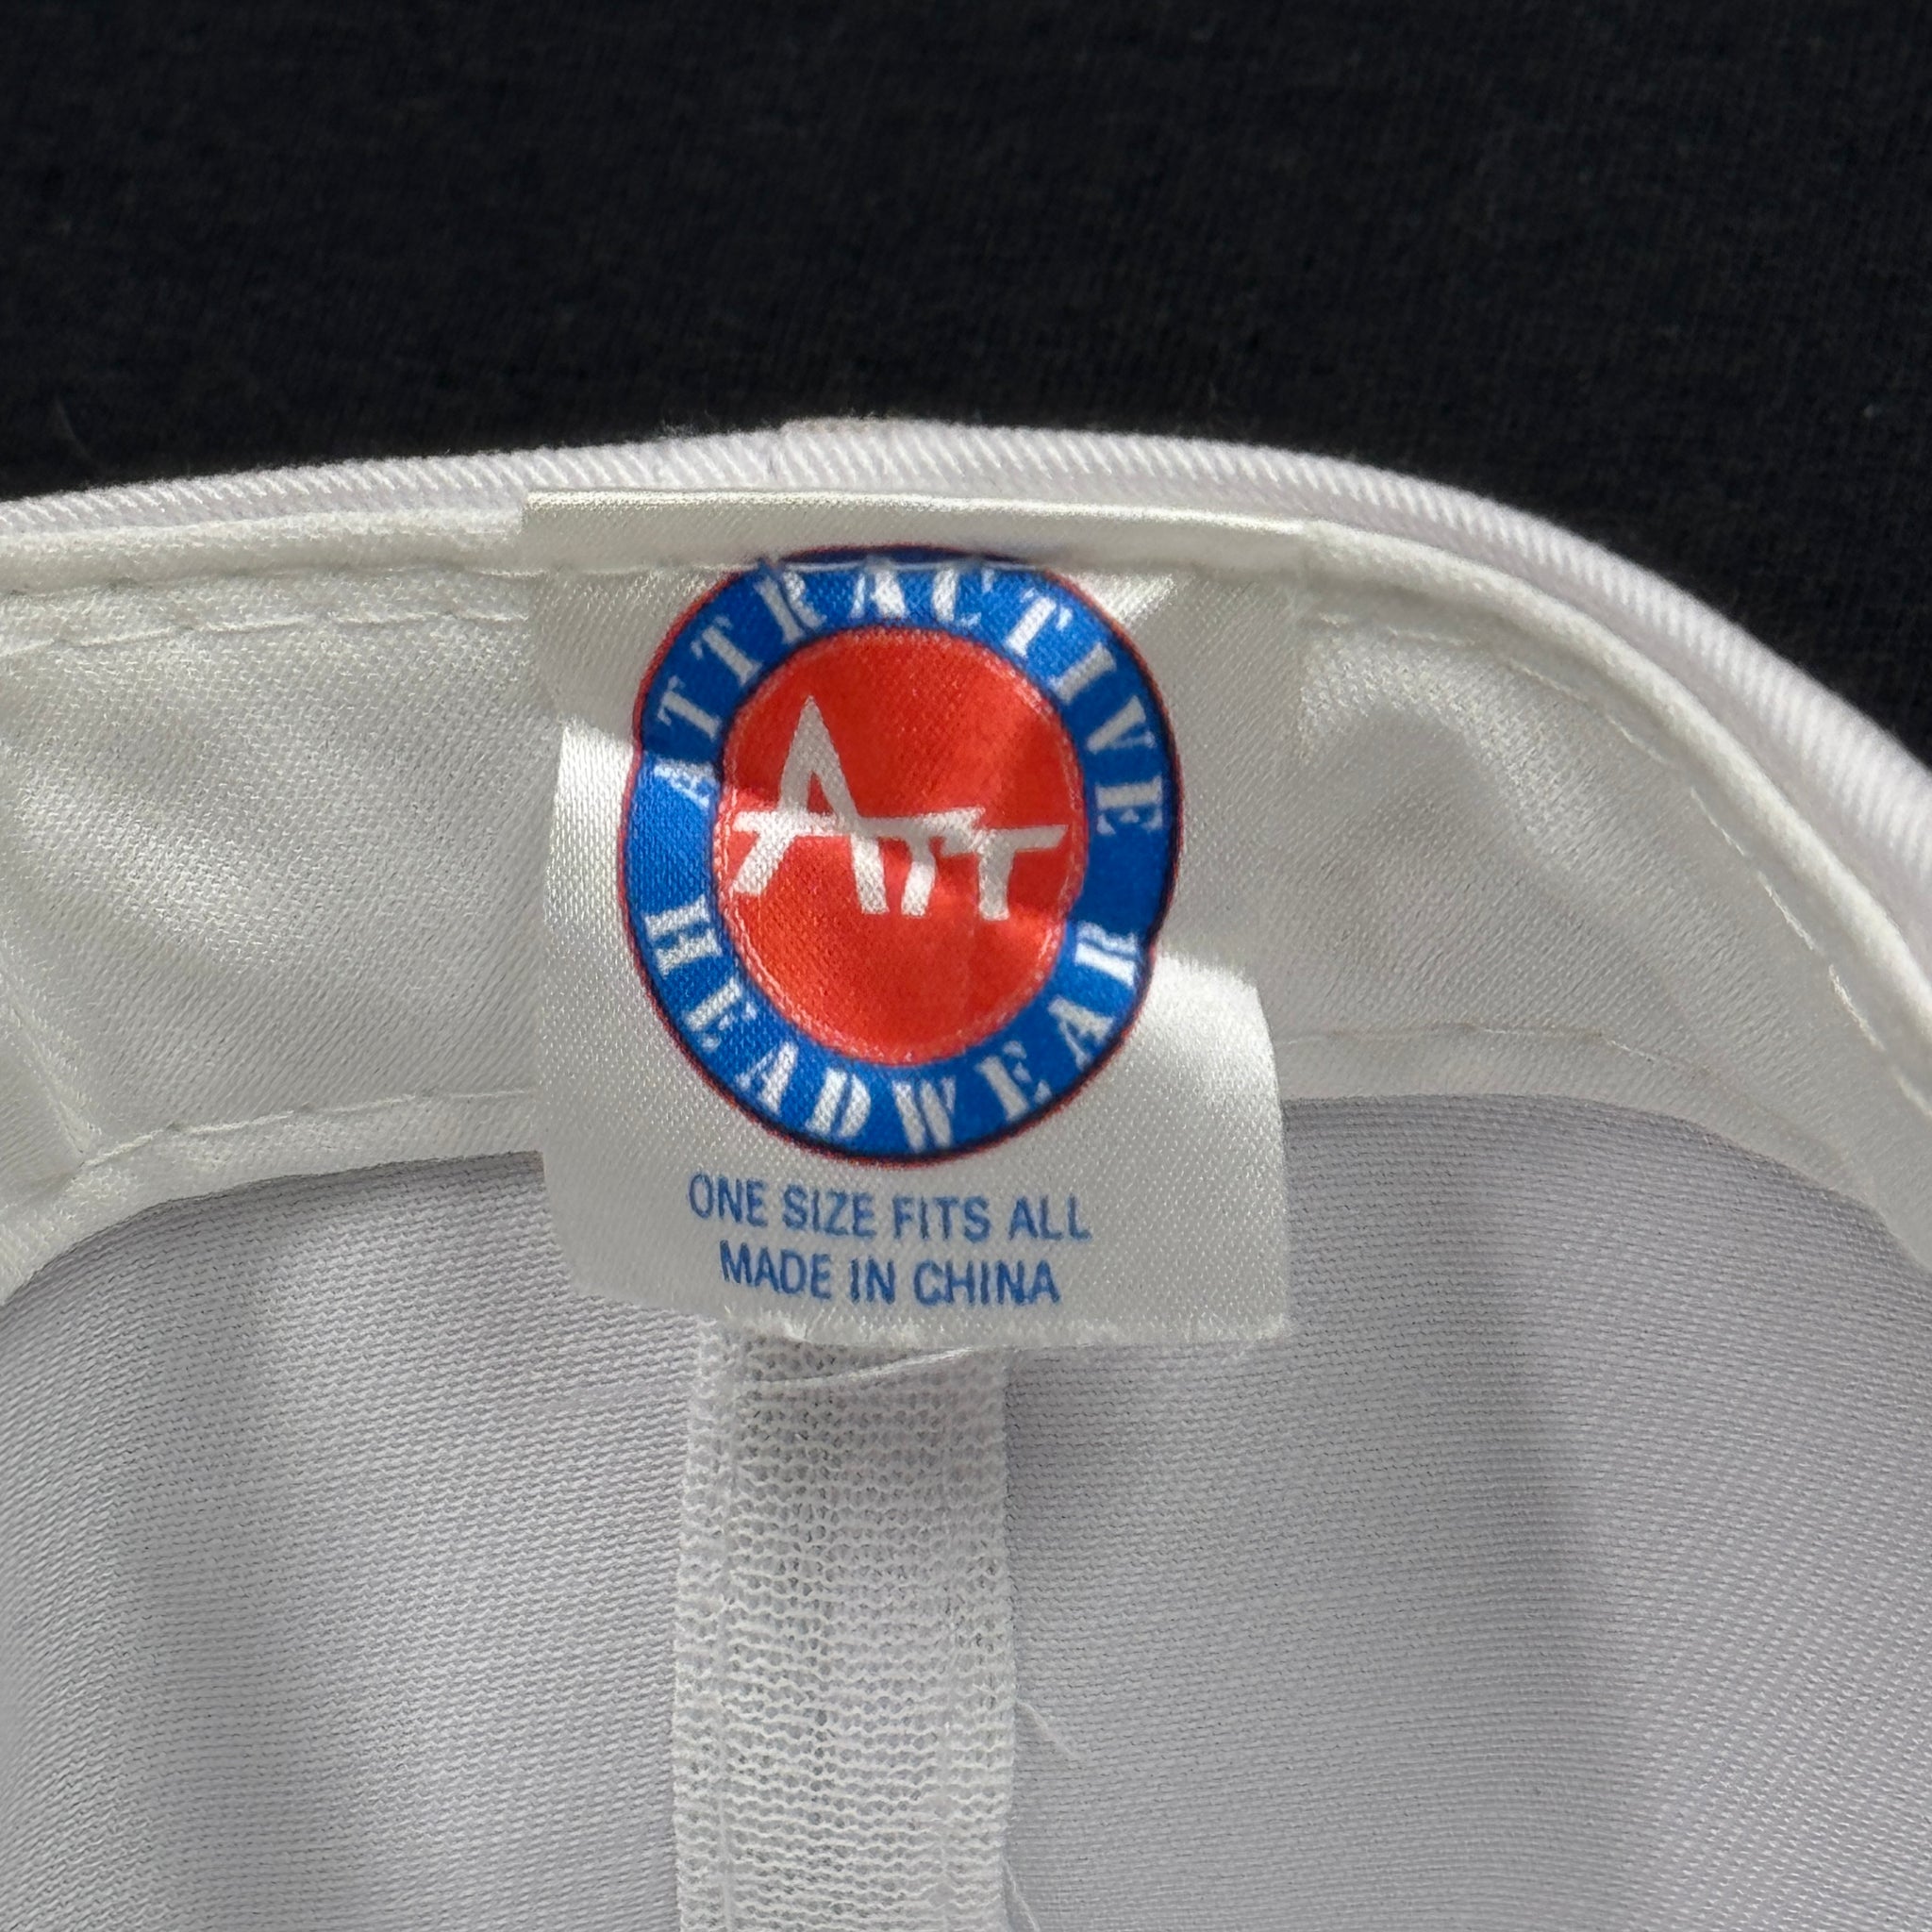 ATTRACTIVE
ATT
HEADWEAR
ONE SIZE FITS ALL
MADE IN CHINA